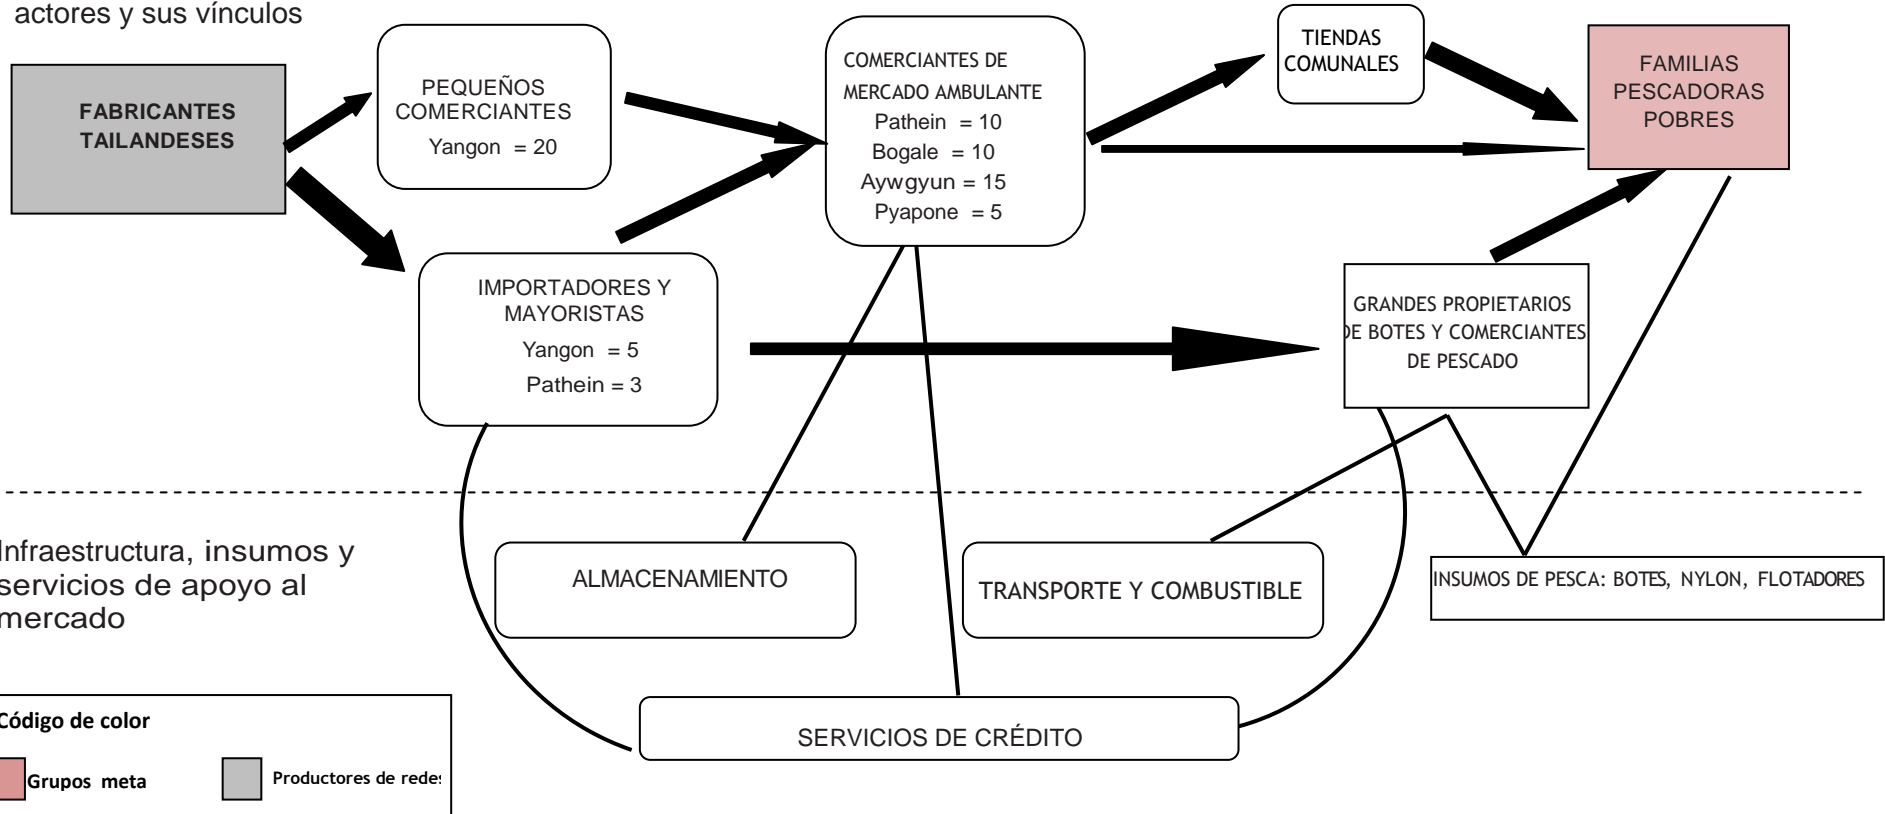 actores y sus vínculos
FABRICANTES
TAILANDESES
PEQUEÑOS
COMERCIANTES
Yangon = 20
IMPORTADORES Y
MAYORISTAS
Yangon = 5
Pathein = 3
COMERCIANTES DE
MERCADO AMBULANTE
Pathein = 10
Bogale = 10
Aywgyun = 15
Pyapone = 5
TIENDAS
COMUNALES
FAMILIAS
PESCADORAS
POBRES
GRANDES PROPIETARIOS
DE BOTES Y COMERCIANTES
DE PESCADO
Infraestructura, insumos y
servicios de apoyo al
mercado
ALMACENAMIENTO
TRANSPORTE Y COMBUSTIBLE
INSUMOS DE PESCA: BOTES, NYLON, FLOTADORES
SERVICIOS DE CRÉDITO
Código de color
Grupos meta
Productores de redes